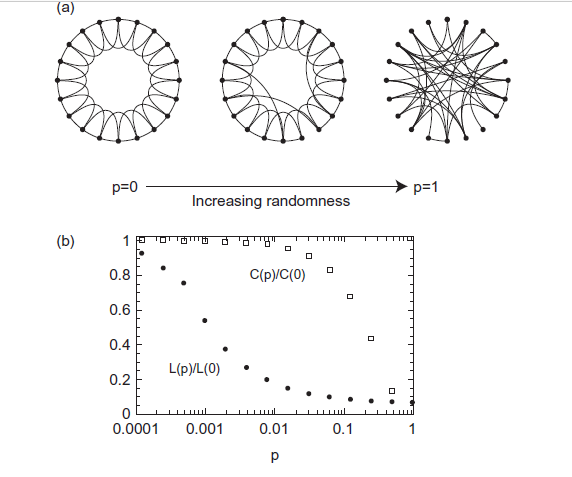 (a)
p=0
p=1
Increasing randomness
(b)
1
C(p)/C(0)
0.8
0.6
0.4
L(p)/L(0)
0.2
0
0.0001
0.001
0.01
0.1
1
p